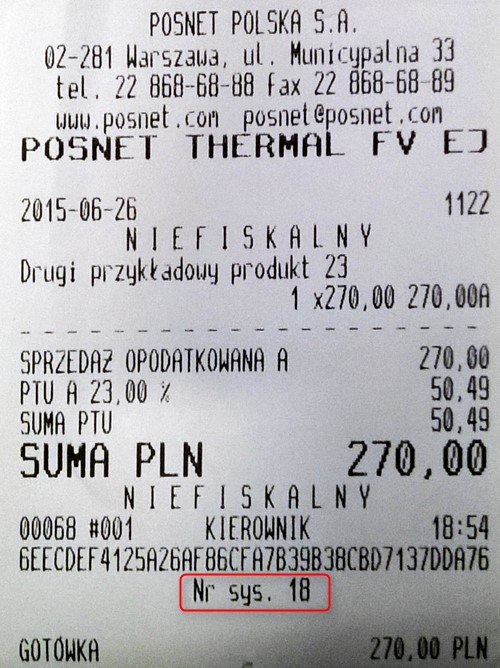 POSNET POLSKA S.A.
02-281 Warszawa, ul. Municypalna 33
tel. 22 868-68-88 fax 22 868-68-89
www.posnet.com posnet@posnet.com
POSNET THERMAL FV EJ
2015-06-26 1122
N I E F I S K A L N Y
Drugi przykładowy produkt 23
1 x270,00 270,00A
SPRZEDAŻ OPODATKOWANA A 270,00
PTU A 23,00 % 50,49
SUMA PTU 50,49
SUMA PLN 270,00
N I E F I S K A L N Y
00068 #001 KIEROWNIK 18:54
6EECDEF4125A26AF86CFA7B39B38CBD7137DDA76
Nr sys. 18
GOTÓWKA 270,00 PLN